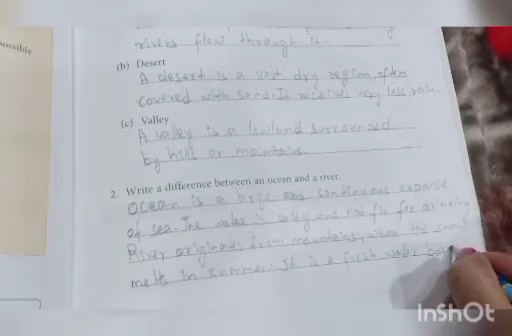 possible
rivers flow through it.
(b) Desert
A desert is a vast dry region often
covered with sand. It receives very less rain.
(c) Valley
A valley is a lowland surrounded
by hills or mountains.
2. Write a difference between an ocean and a river.
Ocean is a large and continuous expanse
of sea. The water is salty and not fit for drinking
River originates from mountains, when the snow
melts in summer. It is a fresh water
InShOt